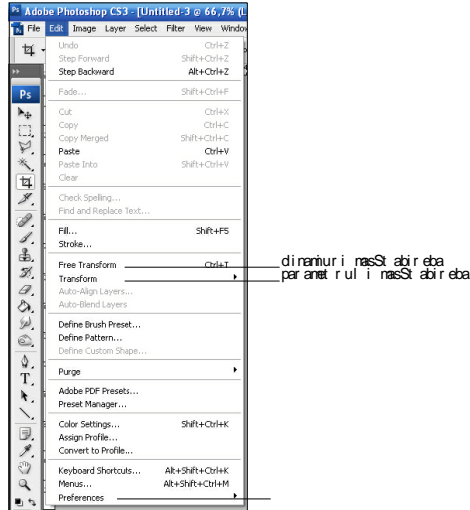 Adobe Photoshop CS3 - [Untitled-3 @ 66,7% (L
File Edit Image Layer Select Filter View Window
Undo Ctrl+Z
Step Forward Shift+Ctrl+Z
Step Backward Alt+Ctrl+Z
Fade... Shift+Ctrl+F
Cut Ctrl+X
Copy Ctrl+C
Copy Merged Shift+Ctrl+C
Paste Ctrl+V
Paste Into Shift+Ctrl+V
Clear
Check Spelling...
Find and Replace Text...
Fill... Shift+F5
Stroke...
Free Transform Ctrl+T dinamiuri masStabireba
Transform parametruli masStabireba
Auto-Align Layers...
Auto-Blend Layers
Define Brush Preset...
Define Pattern...
Define Custom Shape...
Purge
Adobe PDF Presets...
Preset Manager...
Color Settings... Shift+Ctrl+K
Assign Profile...
Convert to Profile...
Keyboard Shortcuts... Alt+Shift+Ctrl+K
Menus... Alt+Shift+Ctrl+M
Preferences